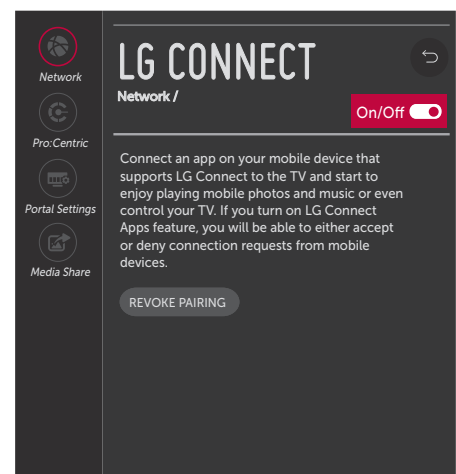 Network
Pro:Centric
Portal Settings
Media Share
LG CONNECT
Network /
On/Off
Connect an app on your mobile device that
supports LG Connect to the TV and start to
enjoy playing mobile photos and music or even
control your TV. If you turn on LG Connect
Apps feature, you will be able to either accept
or deny connection requests from mobile
devices.
REVOKE PAIRING